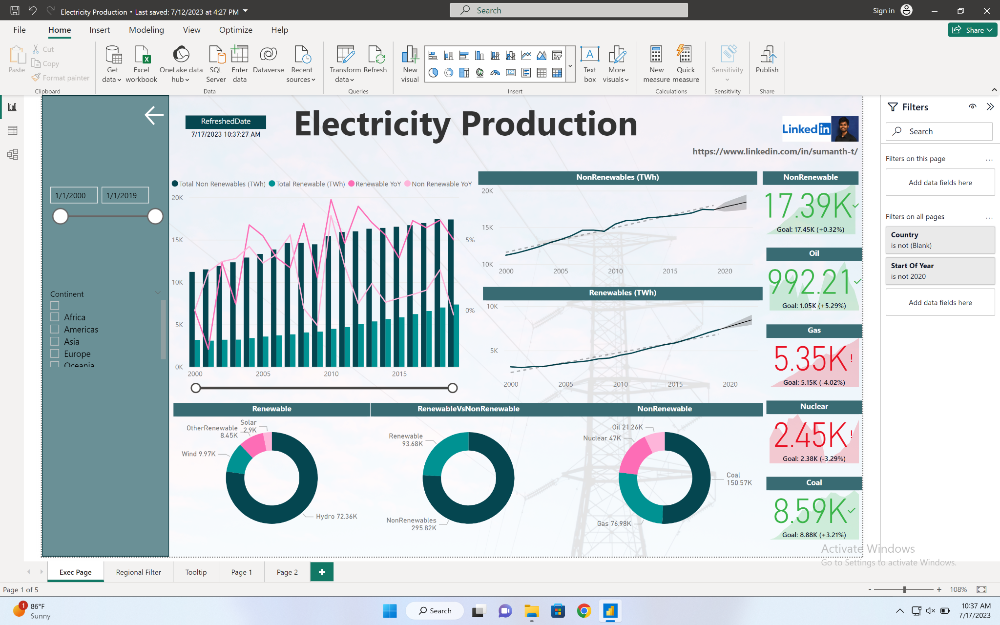 Electricity Production • Last saved: 7/12/2023 at 4:27 PM
Search
Sign in
File Home Insert Modeling View Optimize Help
Share
Paste
Cut
Copy
Format painter
Clipboard
Get data
Excel workbook
OneLake data hub
SQL Server
Enter data
Dataverse
Recent sources
Data
Transform data
Refresh
Queries
New visual
123
Text box
More visuals
Insert
New measure
Quick measure
Calculations
Sensitivity
Sensitivity
Publish
Share
RefreshedDate
7/17/2023 10:37:27 AM
Electricity Production
Linked in
https://www.linkedin.com/in/sumanth-t/
1/1/2000
1/1/2019
Continent
Africa
Americas
Asia
Europe
Oceania
Total Non Renewables (TWh) Total Renewable (TWh) Renewable YoY Non Renewable YoY
20K
15K
10K
5K
0K
5%
0%
2000 2005 2010 2015
NonRenewables (TWh)
20K
15K
10K
2000 2005 2010 2015 2020
Renewables (TWh)
10K
5K
2000 2005 2010 2015 2020
NonRenewable
17.39K
Goal: 17.45K (+0.32%)
Oil
992.21
Goal: 1.05K (+5.29%)
Gas
5.35K!
Goal: 5.15K (-4.02%)
Nuclear
2.45K!
Goal: 2.38K (-3.29%)
Coal
8.59K
Goal: 8.88K (+3.21%)
Renewable
Solar
2.9K
OtherRenewable
8.45K
Wind 9.97K
Hydro 72.36K
RenewableVsNonRenewable
Renewable
93.68K
NonRenewables
295.82K
NonRenewable
Oil 21.26K
Nuclear 47K
Coal
150.57K
Gas 76.98K
Filters
Search
Filters on this page
...
Add data fields here
Filters on all pages
...
Country
is not (Blank)
Start Of Year
is not 2020
Add data fields here
Activate Windows
Go to Settings to activate Windows.
Exec Page Regional Filter Tooltip Page 1 Page 2 +
Page 1 of 5
- + 108%
1
86°F
Sunny
Search
10:37 AM
7/17/2023